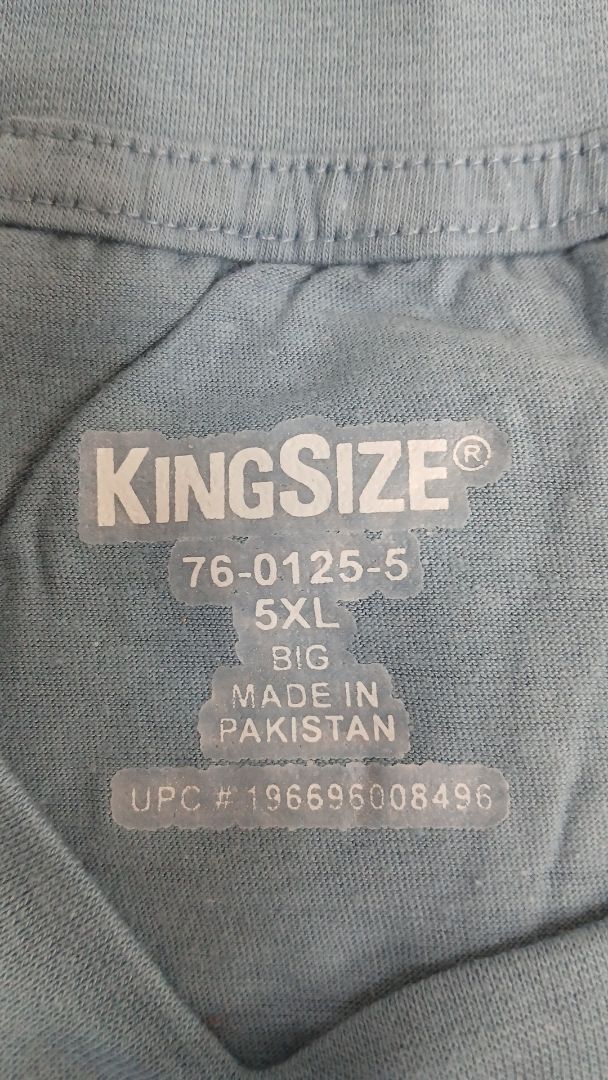 KINGSIZE®
76-0125-5
5XL
BIG
MADE IN
PAKISTAN
UPC # 196696008496